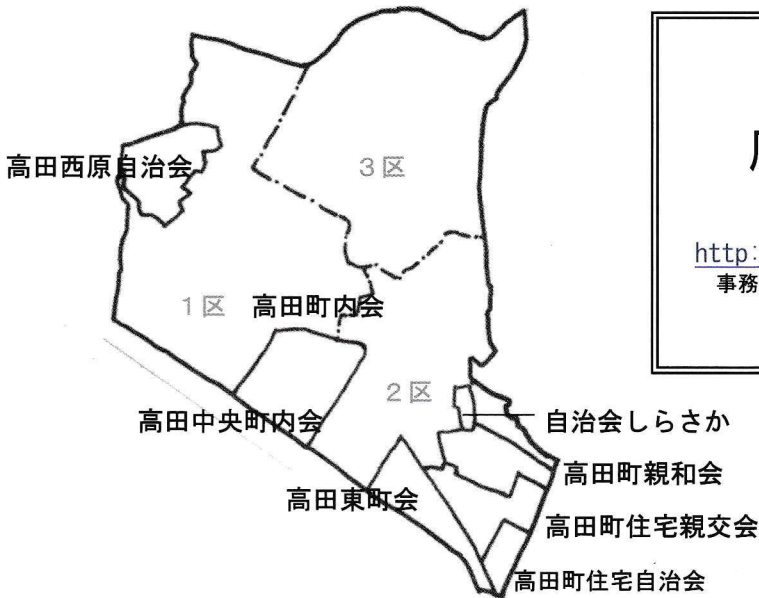 高田西原自治会
3区
1区
高田町内会
2区
高田中央町内会
自治会しらさか
高田町親和会
高田東町会
高田町住宅親交会
高田町住宅自治会
http:
事務